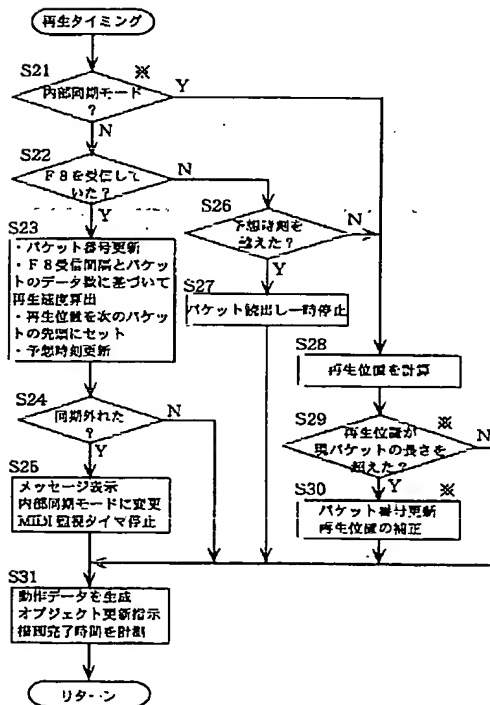 再生タイミング
S21
※
内部同期モード
?
Y
N
S22
F8を受信して
いた?
N
Y
S23
・パケット番号更新
・F8受信間隔とパケット
のデータ数に基づいて
再生速度算出
・再生位置を次のパケット
の先頭にセット
・予想時刻更新
S26
予想時刻を
越えた?
N
Y
S27
パケット読出し一時停止
S28
再生位置を計算
S24
同期外れた
?
N
Y
S29
※
再生位置が
現パケットの長さを
超えた?
N
Y
S25
メッセージ表示
内部同期モードに変更
MIDI監視タイマ停止
S30
※
パケット番号更新
再生位置の補正
S31
動作データを生成
オブジェクト更新指示
描画完了時間を計測
リターン